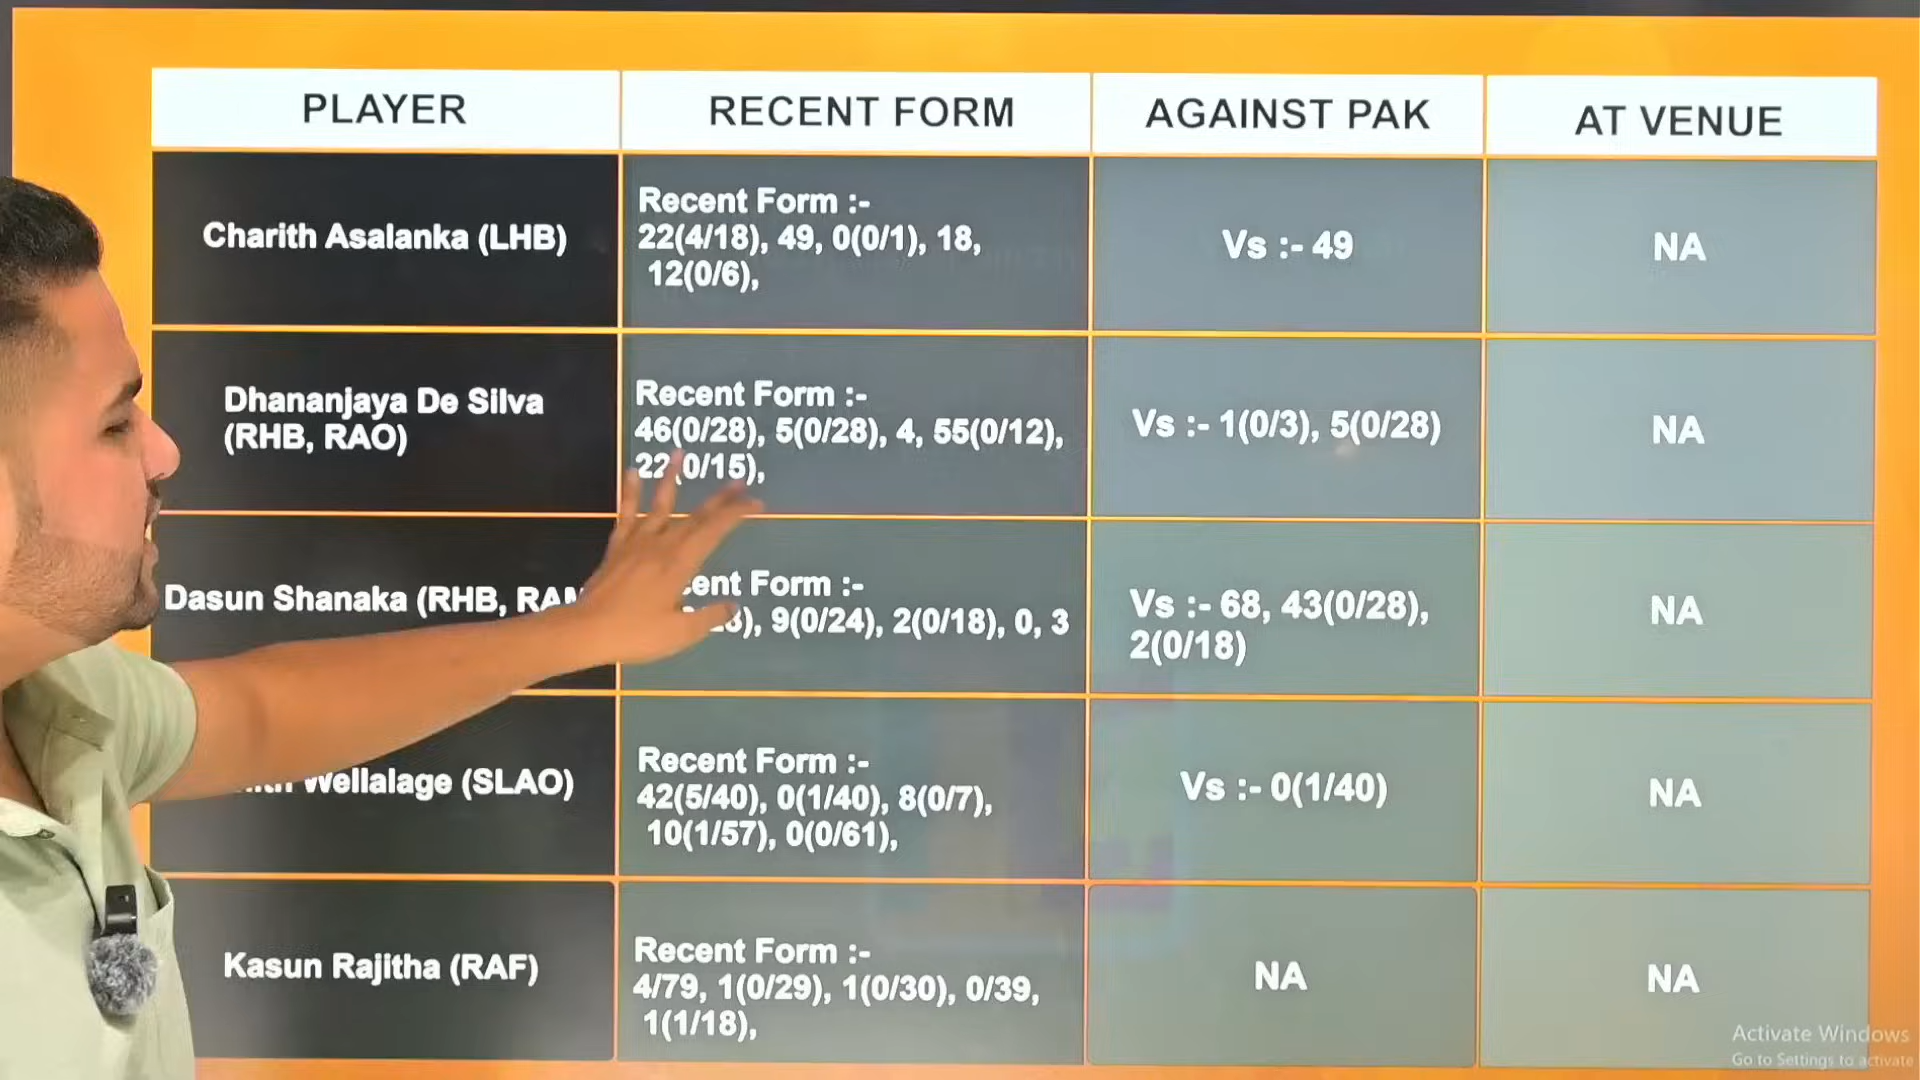 PLAYER
RECENT FORM
AGAINST PAK
AT VENUE
Charith Asalanka (LHB)
Recent Form :-
22(4/18), 49, 0(0/1), 18,
12(0/6),
Vs :- 49
NA
Dhananjaya De Silva
(RHB, RAO)
Recent Form :-
46(0/28), 5(0/28), 4, 55(0/12),
22(0/15),
Vs :- 1(0/3), 5(0/28)
NA
Dasun Shanaka (RHB,
Form :-
9(0/24), 2(0/18), 0, 3
Vs :- 68, 43(0/28),
2(0/18)
NA
Wellalage (SLAO)
Recent Form :-
42(5/40), 0(1/40), 8(0/7),
10(1/57), 0(0/61),
Vs :- 0(1/40)
NA
Kasun Rajitha (RAF)
Recent Form :-
4/79, 1(0/29), 1(0/30), 0/39,
1(1/18),
NA
NA
Activate Windows
Go to Settings to activate